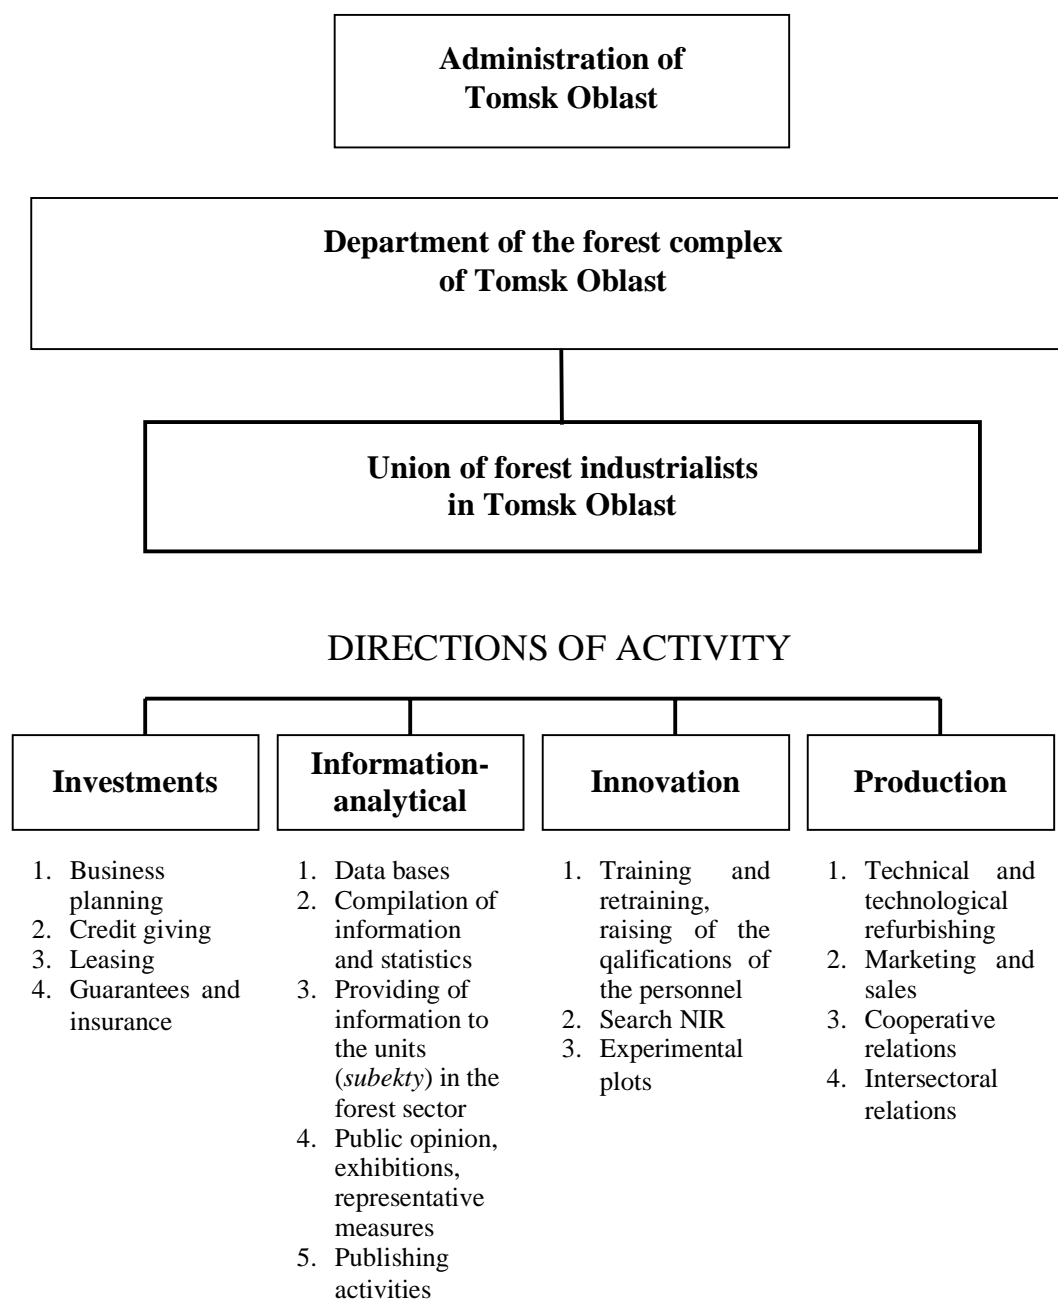 Administration of
Tomsk Oblast
Department of the forest complex
of Tomsk Oblast
Union of forest industrialists
in Tomsk Oblast
DIRECTIONS OF ACTIVITY
Investments
1. Business
planning
2. Credit giving
3. Leasing
4. Guarantees and
insurance
Information-
analytical
1. Data bases
2. Compilation of
information
and statistics
3. Providing of
information to
the units
(subekty) in the
forest sector
4. Public opinion,
exhibitions,
representative
measures
5. Publishing
activities
Innovation
1. Training and
retraining,
raising of the
qalifications of
the personnel
2. Search NIR
3. Experimental
plots
Production
1. Technical and
technological
refurbishing
2. Marketing and
sales
3. Cooperative
relations
4. Intersectoral
relations